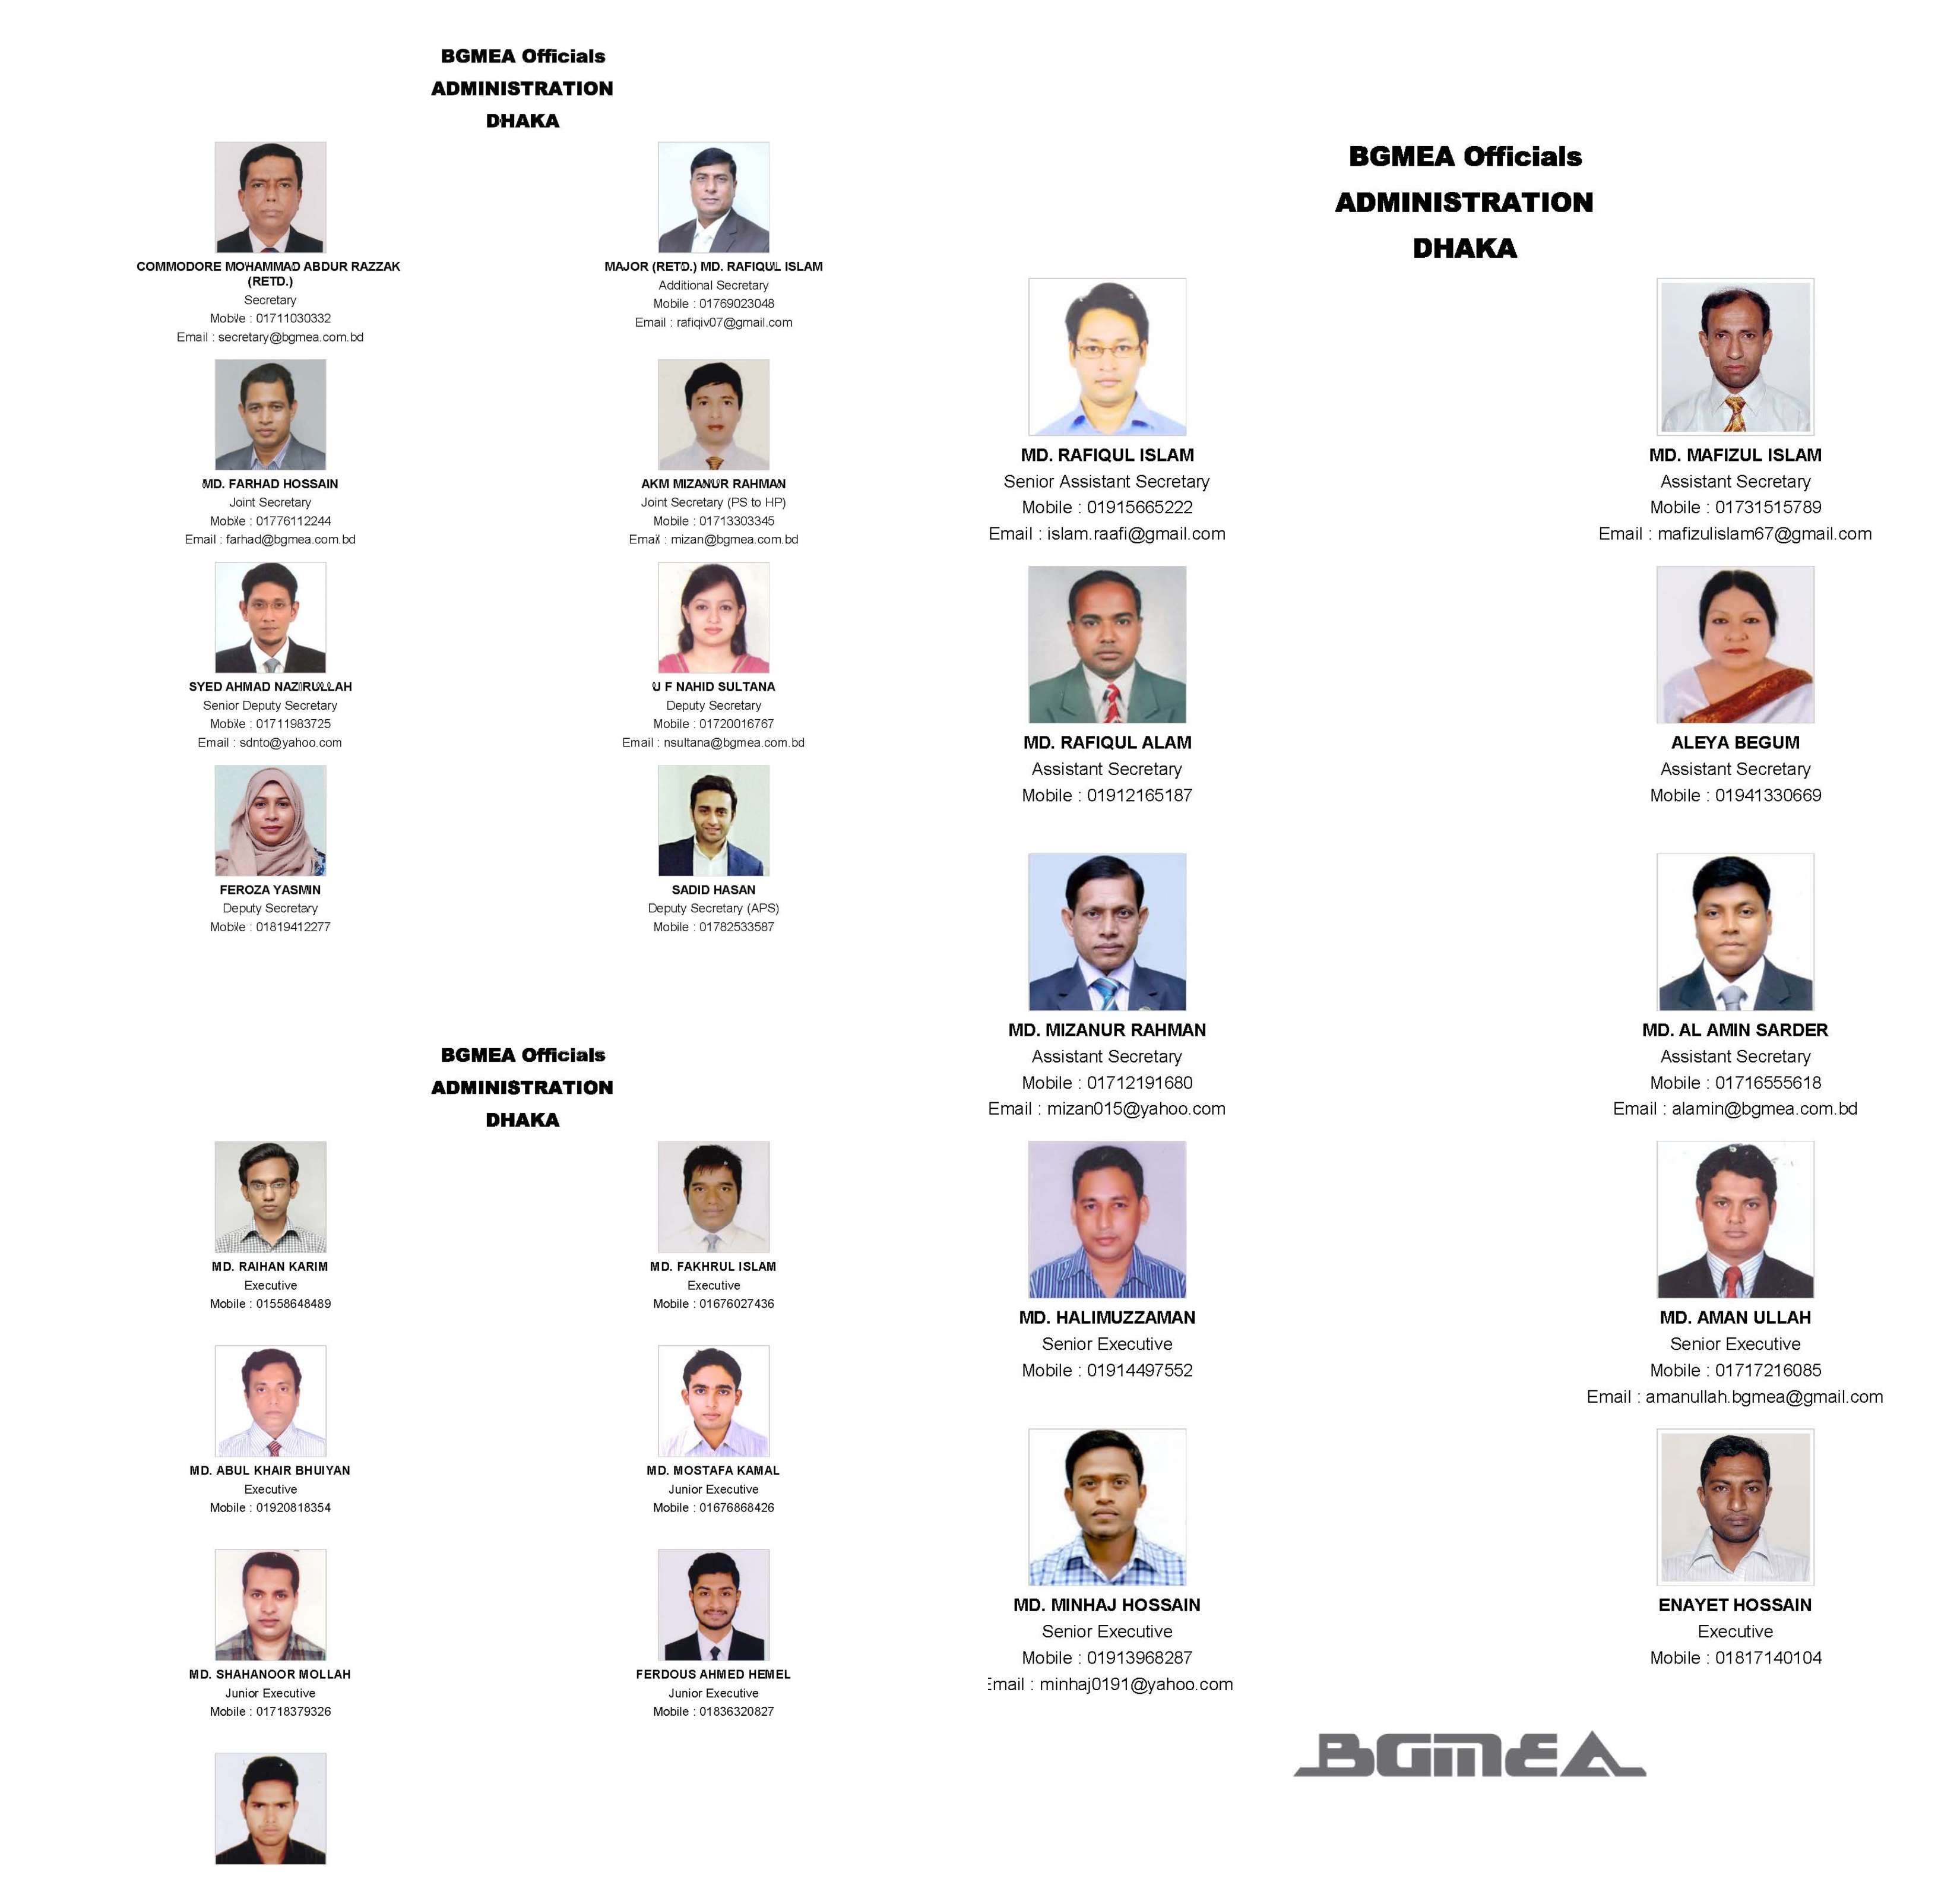 BGMEA Officials
ADMINISTRATION
DHAKA
COMMODORE MOHAMMAD ABDUR RAZZAK
(RETD.)
Secretary
Mobile : 01711030332
Email : secretary@bgmea.com.bd
MAJOR (RETD.) MD. RAFIQUL ISLAM
Additional Secretary
Mobile : 01769023048
Email : rafiqiv07@gmail.com
MD. FARHAD HOSSAIN
Joint Secretary
Mobile : 01776112244
Email : farhad@bgmea.com.bd
AKM MIZANUR RAHMAN
Joint Secretary (PS to HP)
Mobile : 01713303345
Email : mizan@bgmea.com.bd
SYED AHMAD NAZIRULLAH
Senior Deputy Secretary
Mobile : 01711983725
Email : sdnto@yahoo.com
U F NAHID SULTANA
Deputy Secretary
Mobile : 01720016767
Email : nsultana@bgmea.com.bd
FEROZA YASMIN
Deputy Secretary
Mobile : 01819412277
SADID HASAN
Deputy Secretary (APS)
Mobile : 01782533587
BGMEA Officials
ADMINISTRATION
DHAKA
MD. RAIHAN KARIM
Executive
Mobile : 01558648489
MD. FAKHRUL ISLAM
Executive
Mobile : 01676027436
MD. ABUL KHAIR BHUIYAN
Executive
Mobile : 01920818354
MD. MOSTAFA KAMAL
Junior Executive
Mobile : 01676868426
MD. SHAHANOOR MOLLAH
Junior Executive
Mobile : 01718379326
FERDOUS AHMED HEMEL
Junior Executive
Mobile : 01836320827
BGMEA Officials
ADMINISTRATION
DHAKA
MD. RAFIQUL ISLAM
Senior Assistant Secretary
Mobile : 01915665222
Email : islam.raafi@gmail.com
MD. MAFIZUL ISLAM
Assistant Secretary
Mobile : 01731515789
Email : mafizulislam67@gmail.com
MD. RAFIQUL ALAM
Assistant Secretary
Mobile : 01912165187
ALEYA BEGUM
Assistant Secretary
Mobile : 01941330669
MD. MIZANUR RAHMAN
Assistant Secretary
Mobile : 01712191680
Email : mizan015@yahoo.com
MD. AL AMIN SARDER
Assistant Secretary
Mobile : 01716555618
Email : alamin@bgmea.com.bd
MD. HALIMUZZAMAN
Senior Executive
Mobile : 01914497552
MD. AMAN ULLAH
Senior Executive
Mobile : 01717216085
Email : amanullah.bgmea@gmail.com
MD. MINHAJ HOSSAIN
Senior Executive
Mobile : 01913968287
Email : minhaj0191@yahoo.com
ENAYET HOSSAIN
Executive
Mobile : 01817140104
BGMEA